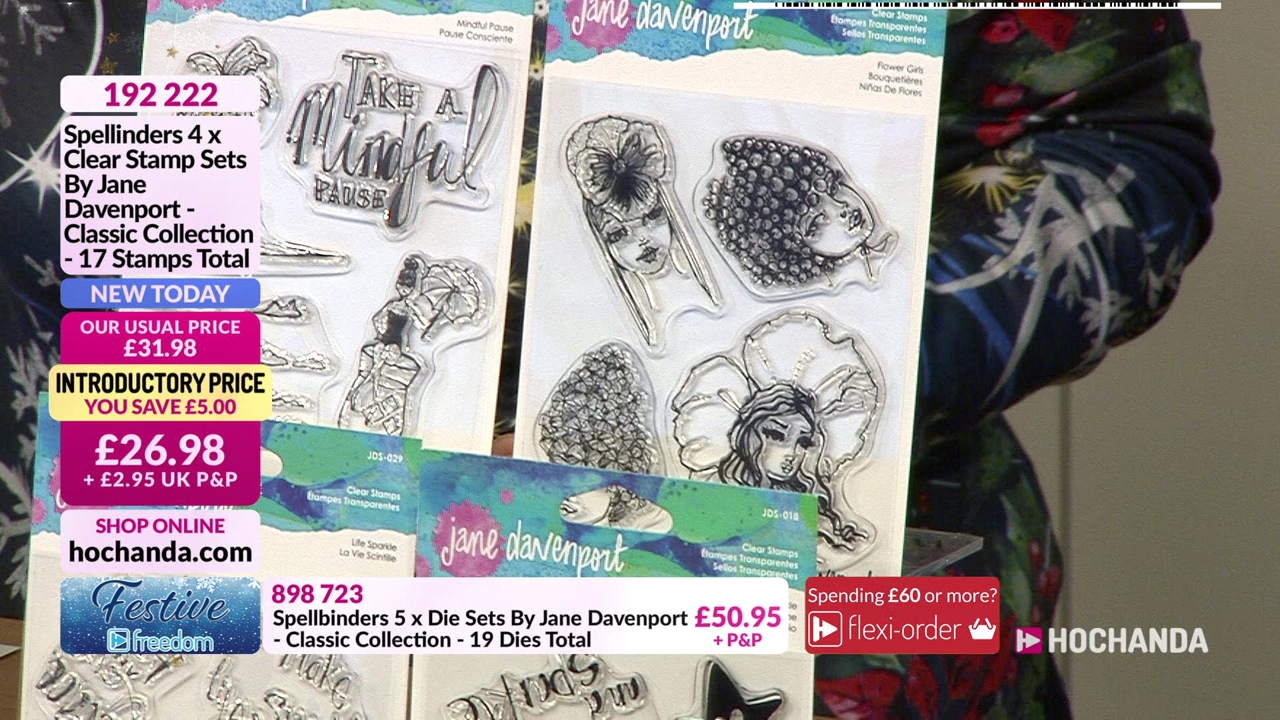 192 222
Spellinders 4 x
Clear Stamp Sets
By Jane
Davenport -
Classic Collection
- 17 Stamps Total
NEW TODAY
OUR USUAL PRICE
£31.98
INTRODUCTORY PRICE
YOU SAVE £5.00
£26.98
+ £2.95 UK P&P
SHOP ONLINE
hochanda.com
Festive
freedom
898 723
Spellbinders 5 x Die Sets By Jane Davenport
- Classic Collection - 19 Dies Total
£50.95
+ P&P
Spending £60 or more?
flexi-order
HOCHANDA
Mindful Pause
Pause Consciente
TAKE A
Mindful
PAUSE
jane davenport
Clear Stamps
Étampes Transparentes
Sellos Transparentes
Flower Girls
Bouquetières
Niñas De Flores
JDS-029
Clear Stamps
Étampes Transparentes
Life Sparkle
La Vie Scintille
jane davenport
JDS-018
Clear Stamps
Étampes Transparentes
Sellos Transparentes